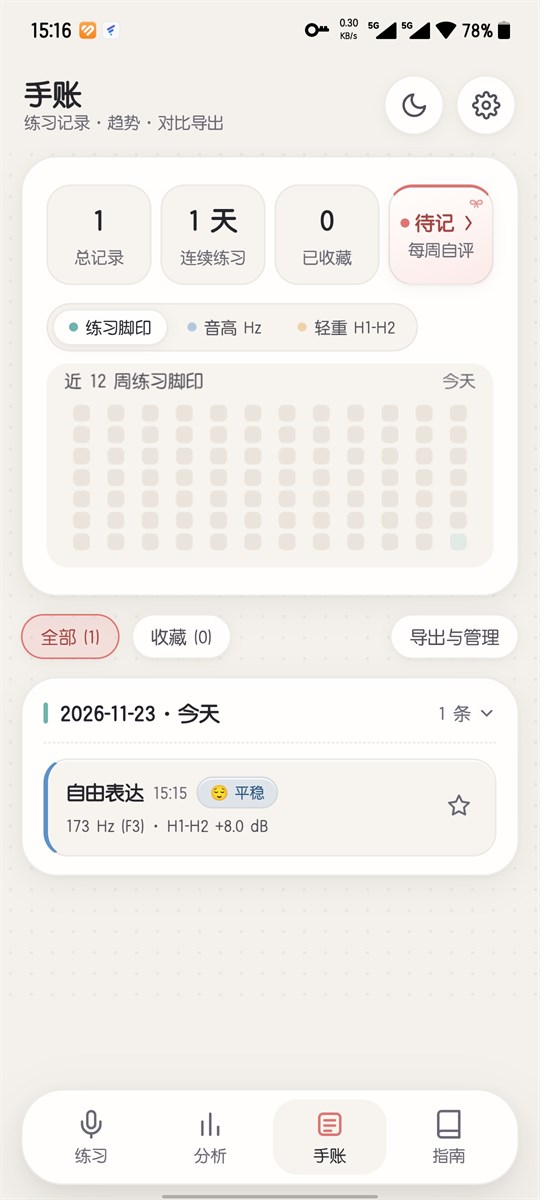 15:16 0.30 KB/s 5G 5G 78%
手账
练习记录 · 趋势 · 对比导出
1 1 天 0 待记
总记录 连续练习 已收藏 每周自评
练习脚印 音高 Hz 轻重 H1-H2
近 12 周练习脚印 今天
全部 (1) 收藏 (0) 导出与管理
2026-11-23 · 今天 1 条
自由表达 15:15 😌 平稳
173 Hz (F3) · H1-H2 +8.0 dB
练习 分析 手账 指南